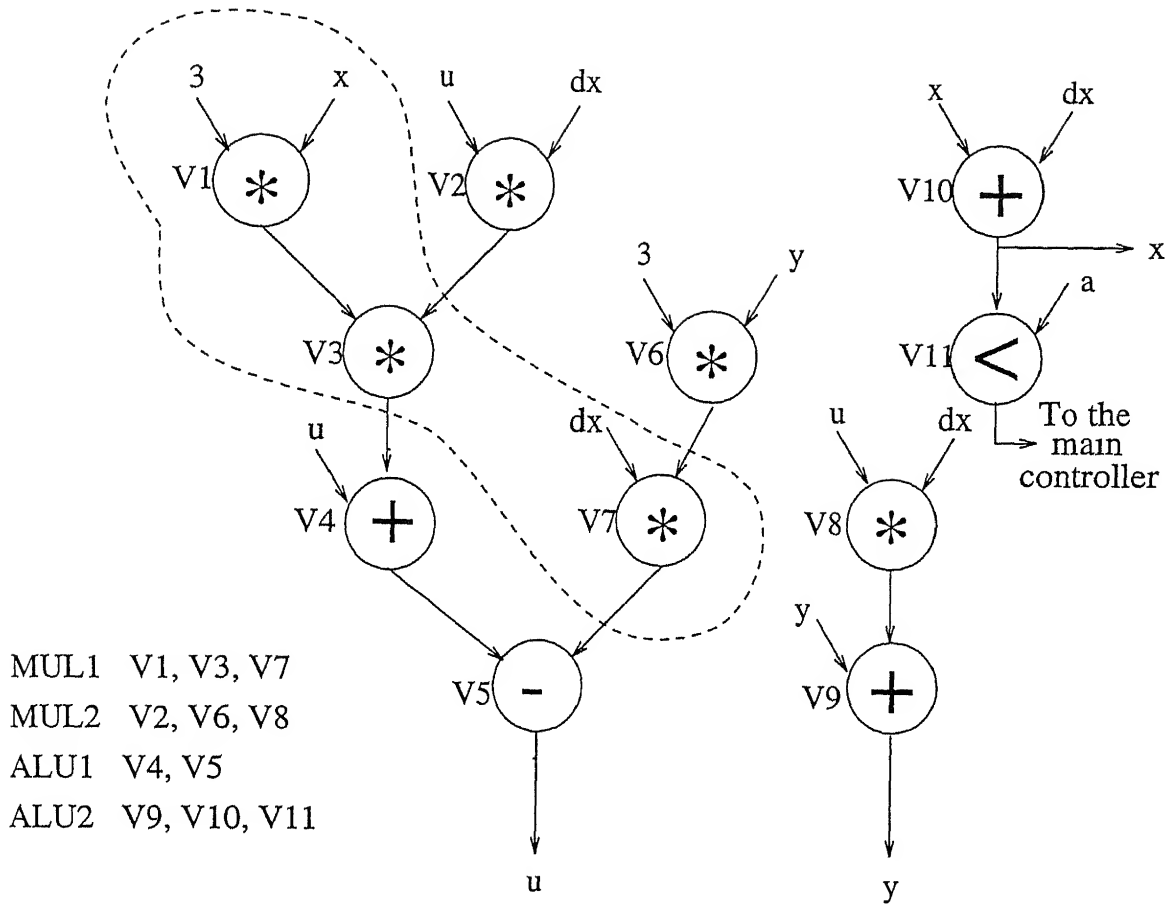 3 x u dx x dx
V1 * V2 * V10 +
x
3 y a
V3 * V6 * V11 <
u dx u dx To the
main
controller
V4 + V7 * V8 *
y
V5 - V9 +
MUL1 V1, V3, V7
MUL2 V2, V6, V8
ALU1 V4, V5
ALU2 V9, V10, V11
u y